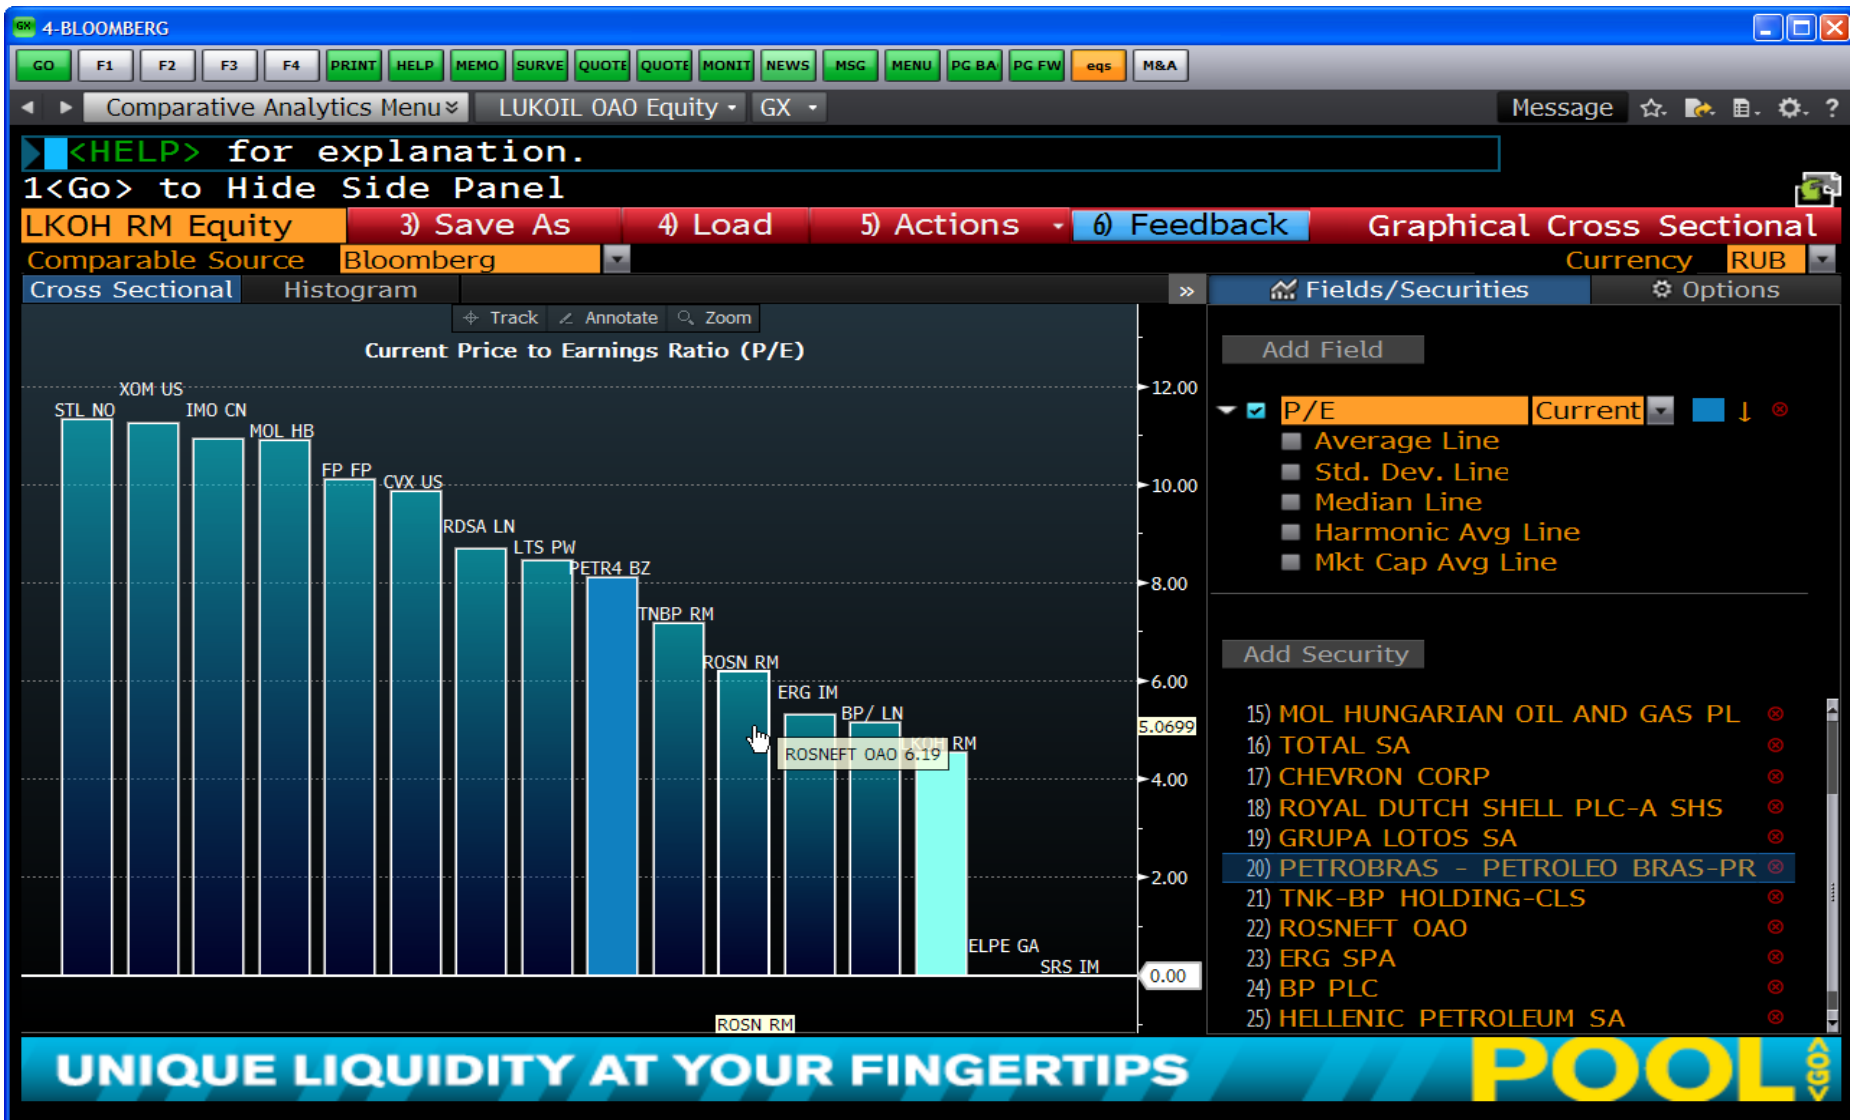 4-BLOOMBERG
GO F1 F2 F3 F4 PRINT HELP MEMO SURVE QUOTE QUOTE MONIT NEWS MSG MENU PG BA PG FW eqs M&A
Comparative Analytics Menu LUKOIL OAO Equity GX Message ?
<HELP> for explanation.
1<Go> to Hide Side Panel
LKOH RM Equity 3) Save As 4) Load 5) Actions 6) Feedback Graphical Cross Sectional
Comparable Source Bloomberg Currency RUB
Cross Sectional Histogram » Fields/Securities Options
Track Annotate Zoom
Current Price to Earnings Ratio (P/E)
Add Field
XOM US
12.00
STL NO
IMO CN
P/E Current
MOL HB
Average Line
FP FP
Std. Dev. Line
CVX US
10.00
Median Line
RDSA LN
Harmonic Avg Line
LTS PW
Mkt Cap Avg Line
PETR4 BZ
8.00
TNBP RM
Add Security
ROSN RM
6.00
ERG IM
BP/ LN
15) MOL HUNGARIAN OIL AND GAS PL
5.0699
LKOH RM
16) TOTAL SA
ROSNEFT OAO 6.19
4.00
17) CHEVRON CORP
18) ROYAL DUTCH SHELL PLC-A SHS
19) GRUPA LOTOS SA
20) PETROBRAS - PETROLEO BRAS-PR
2.00
21) TNK-BP HOLDING-CLS
22) ROSNEFT OAO
ELPE GA
23) ERG SPA
SRS IM
0.00
24) BP PLC
25) HELLENIC PETROLEUM SA
ROSN RM
UNIQUE LIQUIDITY AT YOUR FINGERTIPS POOL <GO>